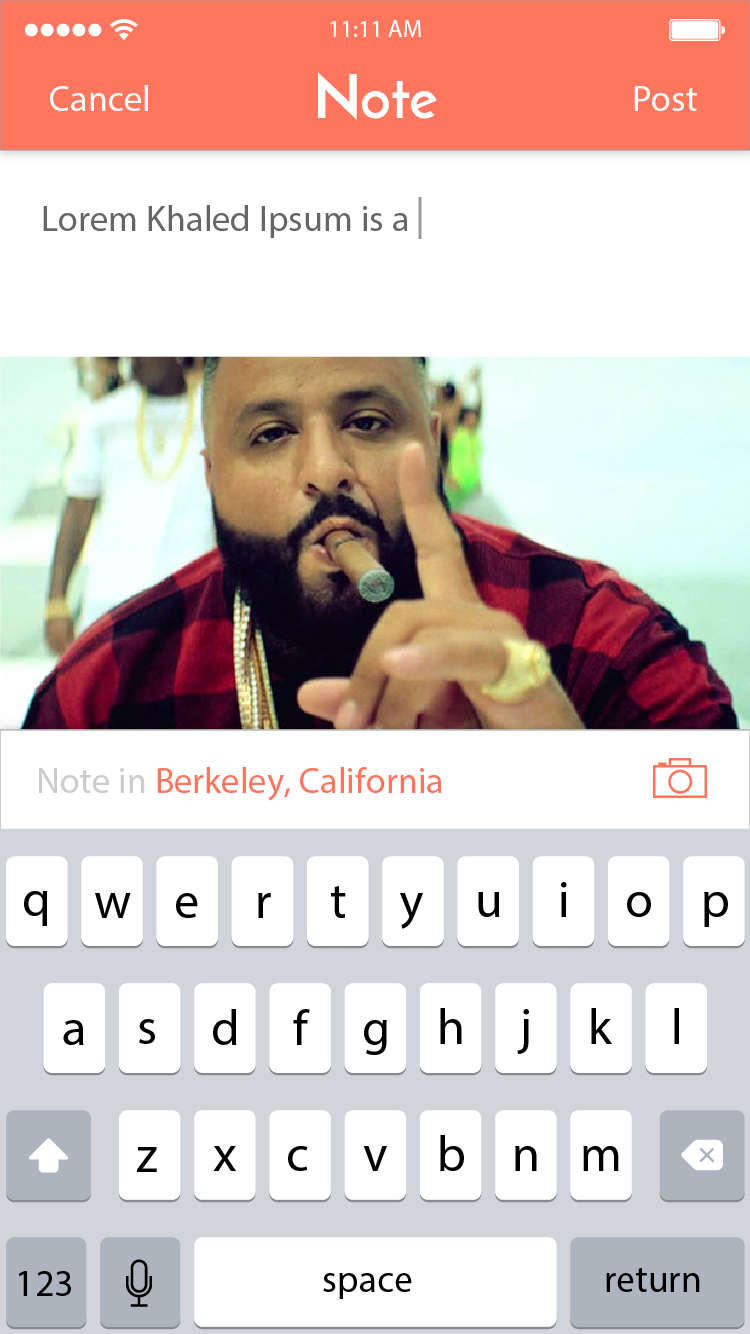 11:11 AM
Cancel Note Post
Lorem Khaled Ipsum is a
Note in Berkeley, California
q w e r t y u i o p
a s d f g h j k l
z x c v b n m
123 space return